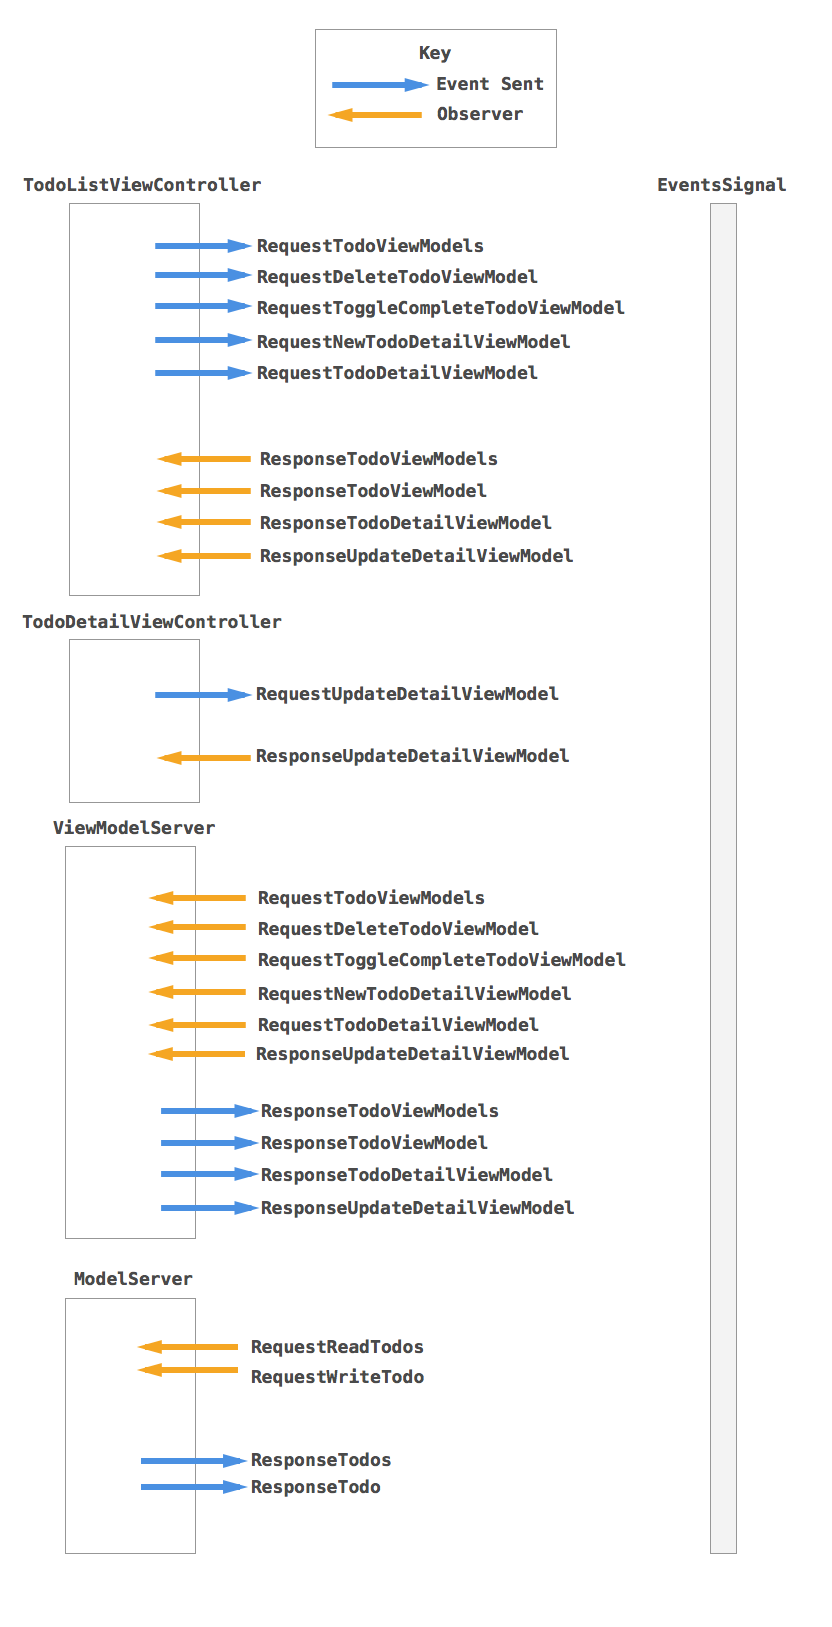 Key
Event Sent
Observer
TodoListViewController
EventsSignal
RequestTodoViewModels
RequestDeleteTodoViewModel
RequestToggleCompleteTodoViewModel
RequestNewTodoDetailViewModel
RequestTodoDetailViewModel
ResponseTodoViewModels
ResponseTodoViewModel
ResponseTodoDetailViewModel
ResponseUpdateDetailViewModel
TodoDetailViewController
RequestUpdateDetailViewModel
ResponseUpdateDetailViewModel
ViewModelServer
RequestTodoViewModels
RequestDeleteTodoViewModel
RequestToggleCompleteTodoViewModel
RequestNewTodoDetailViewModel
RequestTodoDetailViewModel
ResponseUpdateDetailViewModel
ResponseTodoViewModels
ResponseTodoViewModel
ResponseTodoDetailViewModel
ResponseUpdateDetailViewModel
ModelServer
RequestReadTodos
RequestWriteTodo
ResponseTodos
ResponseTodo